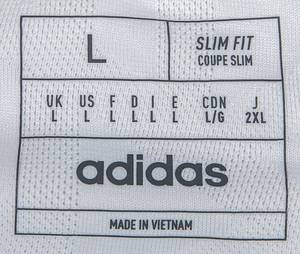 L
SLIM FIT
COUPE SLIM
UK US F D I E CDN J
L L L L L L L/G 2XL
adidas
MADE IN VIETNAM